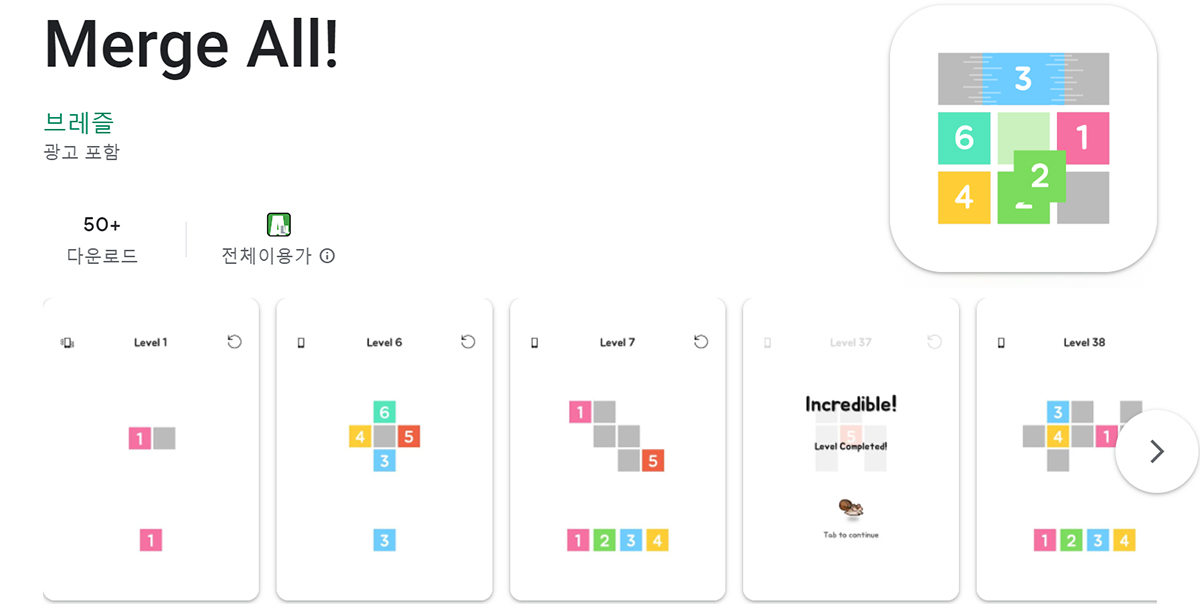 Merge All!
브레즐
광고 포함
50+
다운로드
전체이용가
3
6 1
2
4 2
Level 1
1
1
Level 6
6
4 5
3
3
Level 7
1
5
1 2 3 4
Level 37
Incredible!
5
Level Completed!
Tab to continue
Level 38
3
4 1
1 2 3 4